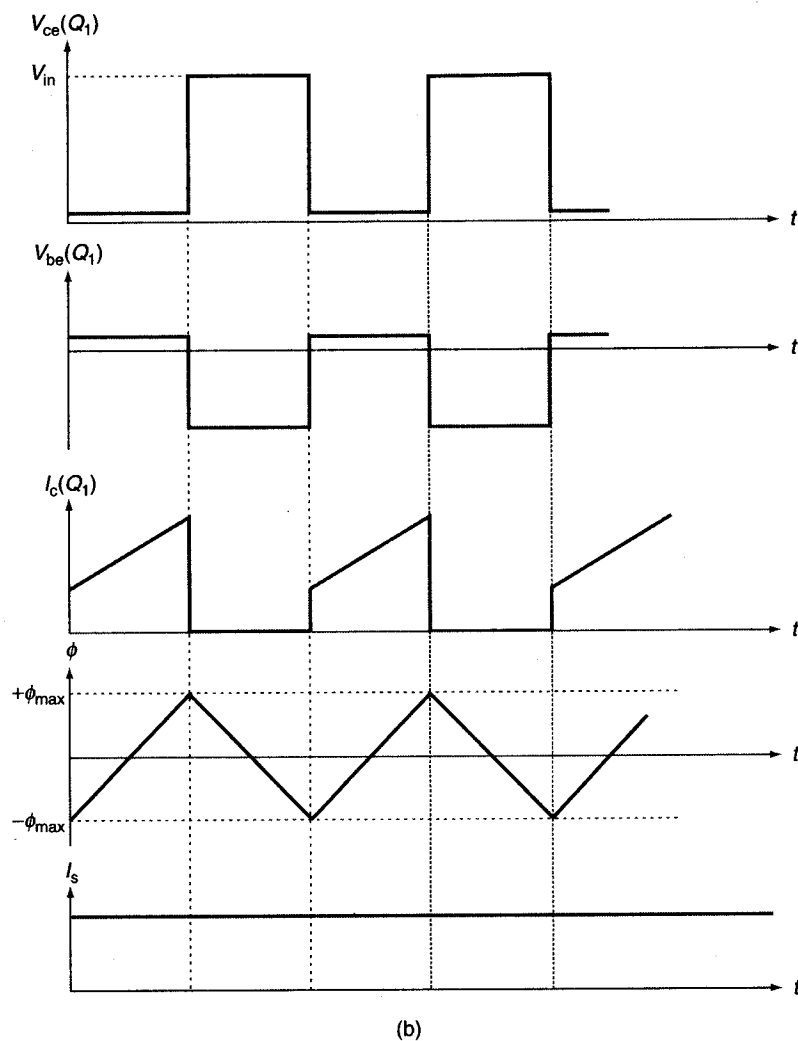 V_ce(Q_1)
V_in
t
V_be(Q_1)
t
I_c(Q_1)
t
ϕ
+ϕ_max
t
−ϕ_max
I_s
t
(b)